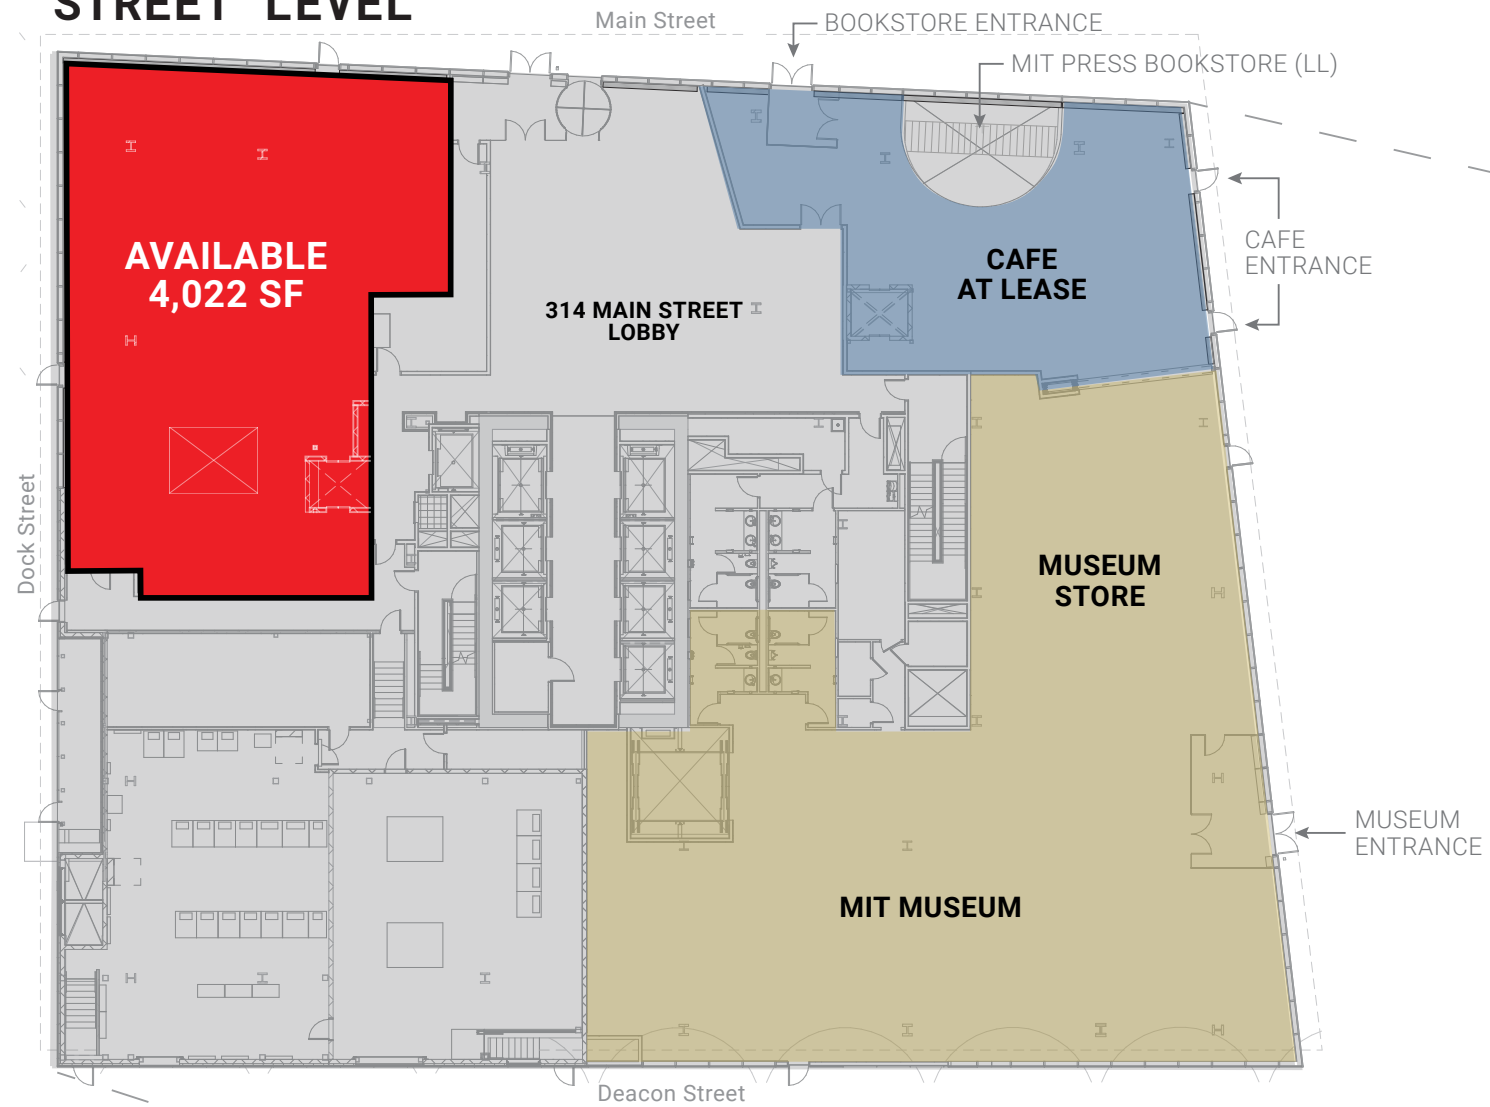 STREET LEVEL
Main Street
BOOKSTORE ENTRANCE
MIT PRESS BOOKSTORE (LL)
AVAILABLE
4,022 SF
CAFE
AT LEASE
CAFE
ENTRANCE
314 MAIN STREET
LOBBY
Dock Street
MUSEUM
STORE
MUSEUM
ENTRANCE
MIT MUSEUM
Deacon Street